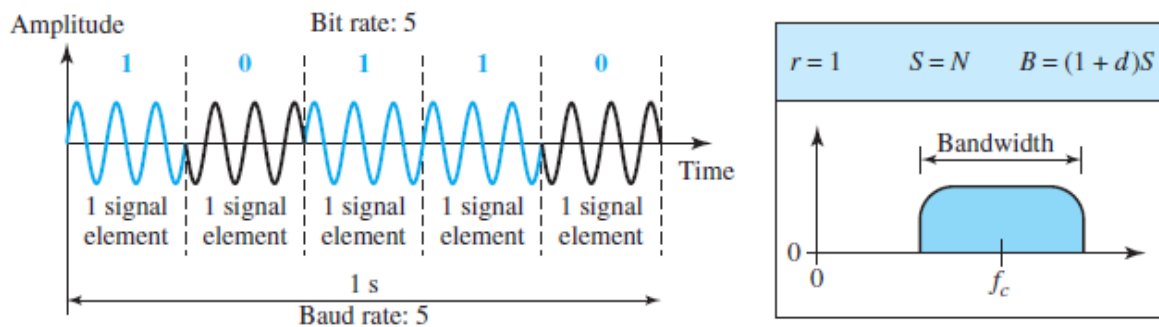 Amplitude
Bit rate: 5
1 0 1 1 0
Time
1 signal element
1 signal element
1 signal element
1 signal element
1 signal element
1 s
Baud rate: 5
r = 1 S = N B = (1 + d)S
Bandwidth
0
0
f_c